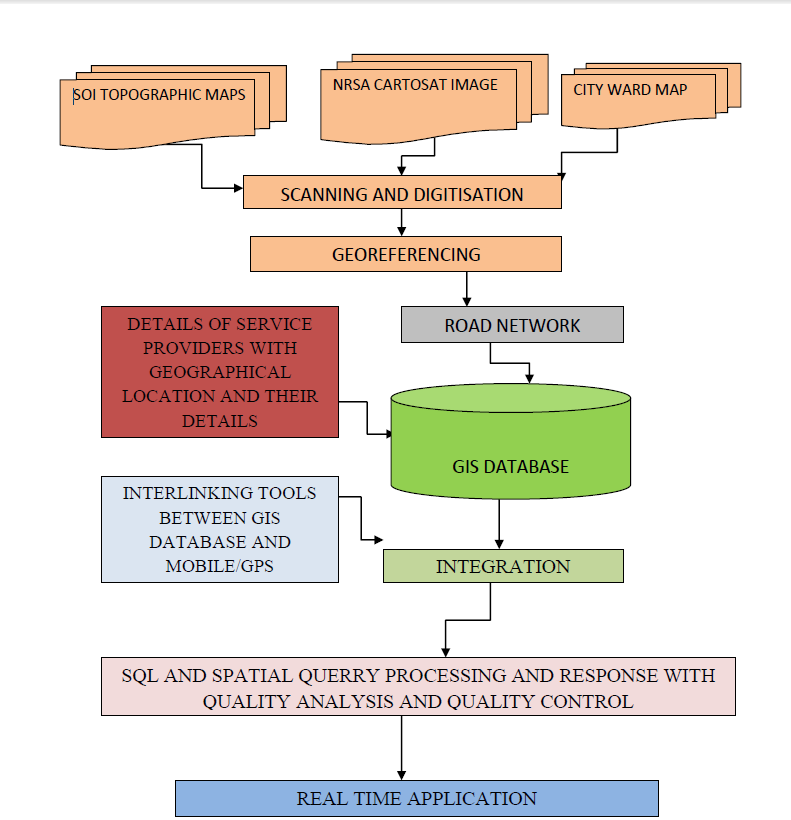 SOI TOPOGRAPHIC MAPS
NRSA CARTOSAT IMAGE
CITY WARD MAP
SCANNING AND DIGITISATION
GEOREFERENCING
DETAILS OF SERVICE
PROVIDERS WITH
GEOGRAPHICAL
LOCATION AND THEIR
DETAILS
ROAD NETWORK
GIS DATABASE
INTERLINKING TOOLS
BETWEEN GIS
DATABASE AND
MOBILE/GPS
INTEGRATION
SQL AND SPATIAL QUERRY PROCESSING AND RESPONSE WITH
QUALITY ANALYSIS AND QUALITY CONTROL
REAL TIME APPLICATION